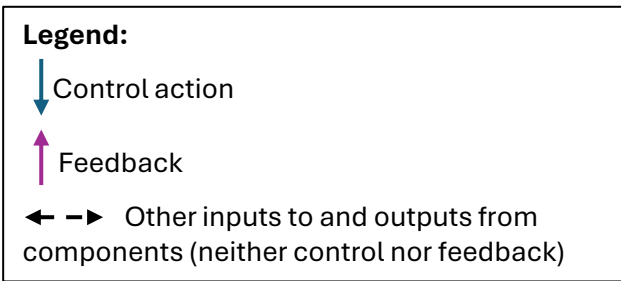 Legend:
Control action
Feedback
Other inputs to and outputs from
components (neither control nor feedback)